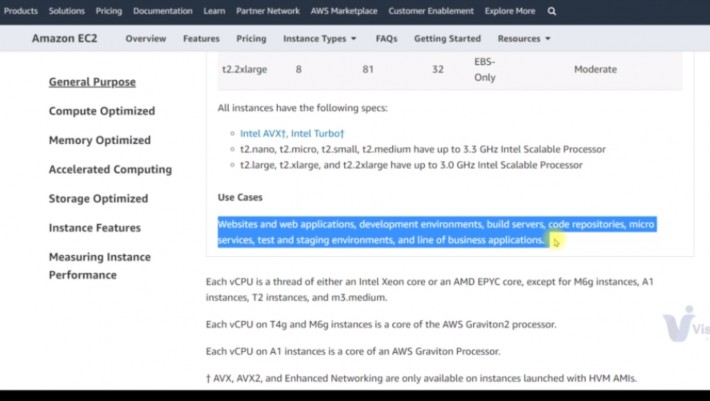 Products Solutions Pricing Documentation Learn Partner Network AWS Marketplace Customer Enablement Explore More
Amazon EC2 Overview Features Pricing Instance Types FAQs Getting Started Resources
General Purpose
Compute Optimized
Memory Optimized
Accelerated Computing
Storage Optimized
Instance Features
Measuring Instance
Performance
t2.2xlarge 8 81 32 EBS- Moderate
Only
All instances have the following specs:
Intel AVX†, Intel Turbo†
t2.nano, t2.micro, t2.small, t2.medium have up to 3.3 GHz Intel Scalable Processor
t2.large, t2.xlarge, and t2.2xlarge have up to 3.0 GHz Intel Scalable Processor
Use Cases
Websites and web applications, development environments, build servers, code repositories, micro
services, test and staging environments, and line of business applications.
Each vCPU is a thread of either an Intel Xeon core or an AMD EPYC core, except for M6g instances, A1
instances, T2 instances, and m3.medium.
Each vCPU on T4g and M6g instances is a core of the AWS Graviton2 processor.
Each vCPU on A1 instances is a core of an AWS Graviton Processor.
† AVX, AVX2, and Enhanced Networking are only available on instances launched with HVM AMIs.